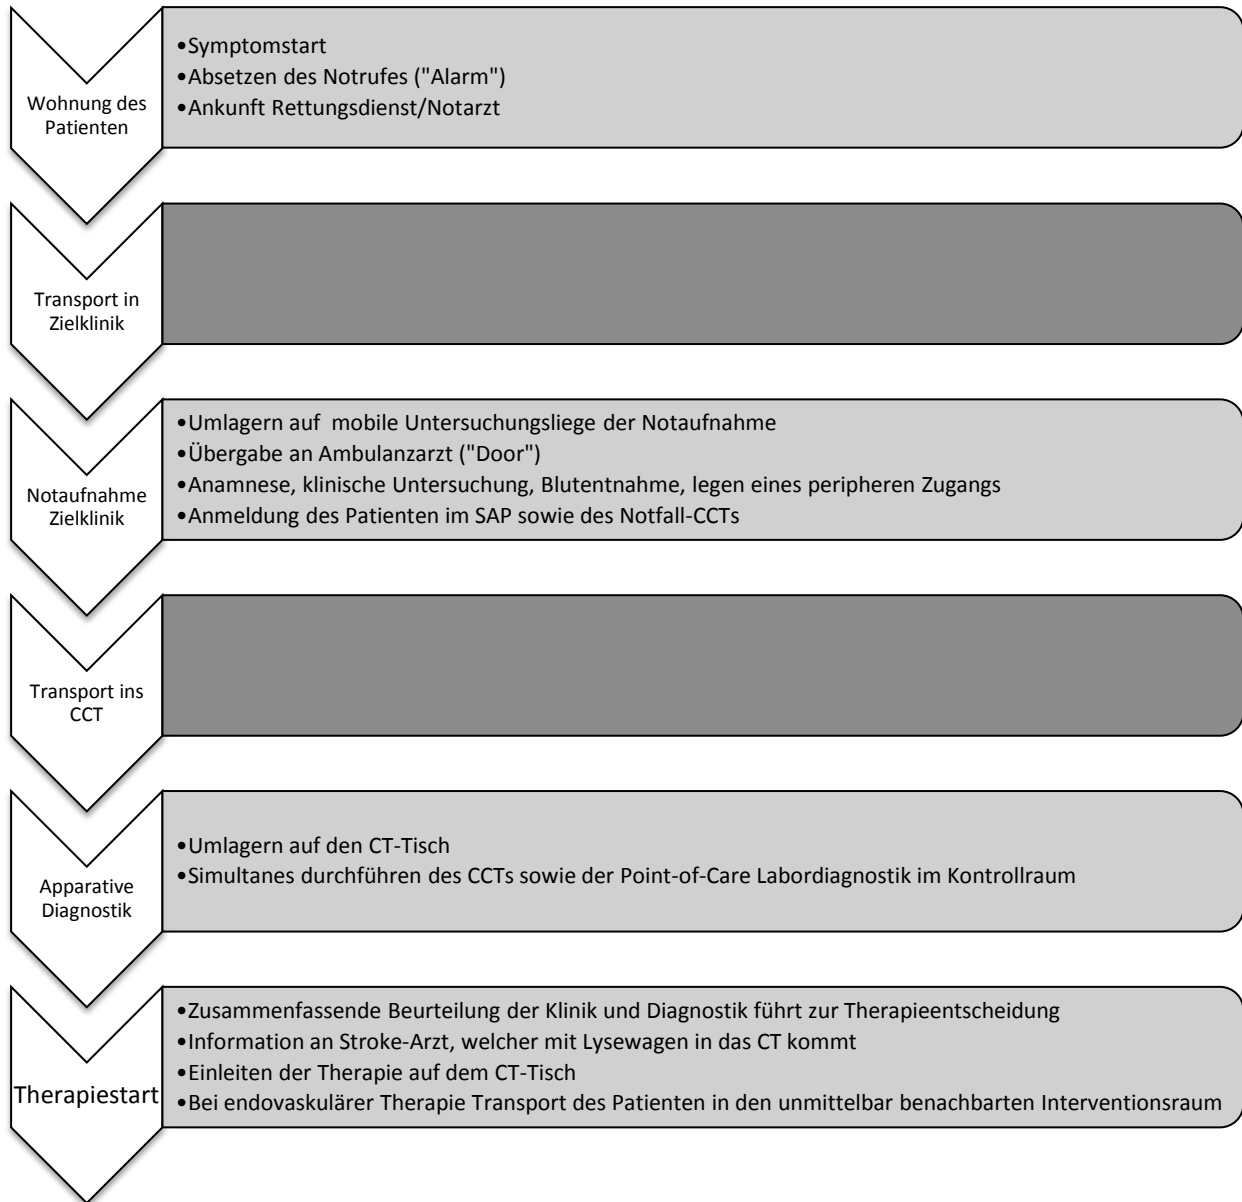 Wohnung des
Patienten
•Symptomstart
•Absetzen des Notrufes ("Alarm")
•Ankunft Rettungsdienst/Notarzt
Transport in
Zielklinik
Notaufnahme
Zielklinik
•Umlagern auf  mobile Untersuchungsliege der Notaufnahme
•Übergabe an Ambulanzarzt ("Door")
•Anamnese, klinische Untersuchung, Blutentnahme, legen eines peripheren Zugangs
•Anmeldung des Patienten im SAP sowie des Notfall-CCTs
Transport ins
CCT
Apparative
Diagnostik
•Umlagern auf den CT-Tisch
•Simultanes durchführen des CCTs sowie der Point-of-Care Labordiagnostik im Kontrollraum
Therapiestart
•Zusammenfassende Beurteilung der Klinik und Diagnostik führt zur Therapieentscheidung
•Information an Stroke-Arzt, welcher mit Lysewagen in das CT kommt
•Einleiten der Therapie auf dem CT-Tisch
•Bei endovaskulärer Therapie Transport des Patienten in den unmittelbar benachbarten Interventionsraum